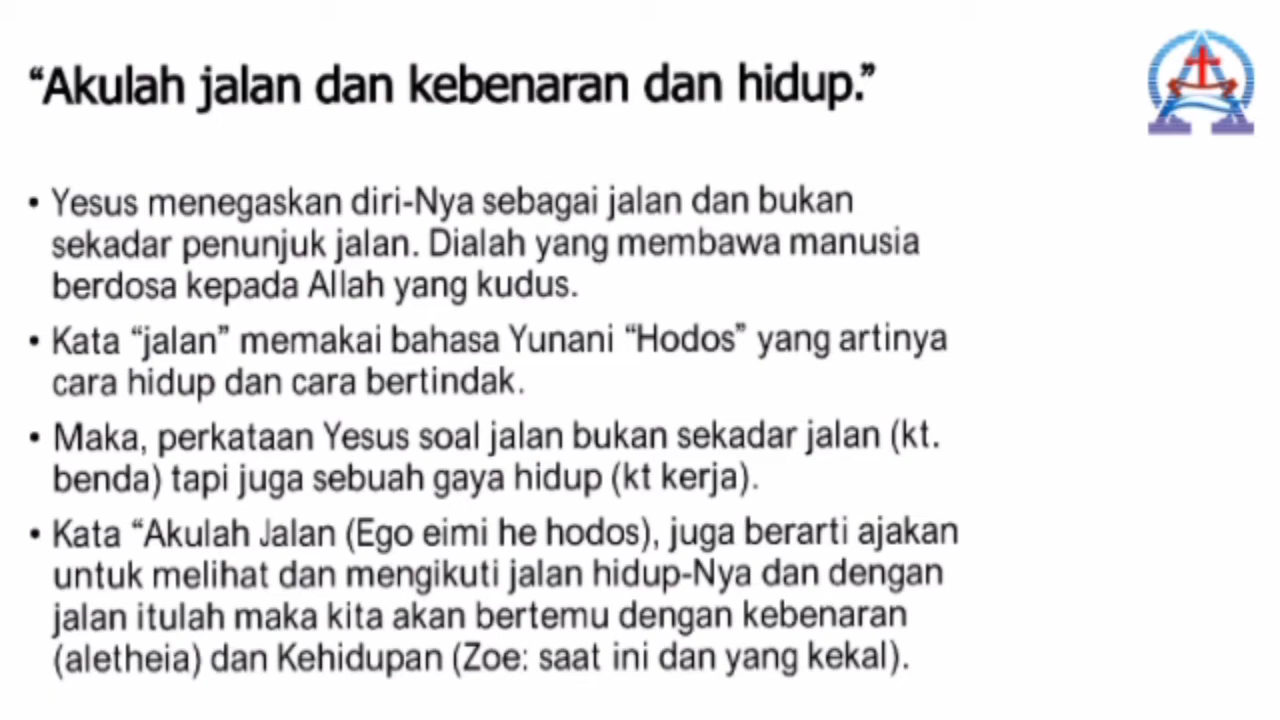 “Akulah jalan dan kebenaran dan hidup.”
• Yesus menegaskan diri-Nya sebagai jalan dan bukan
sekadar penunjuk jalan. Dialah yang membawa manusia
berdosa kepada Allah yang kudus.
• Kata “jalan” memakai bahasa Yunani “Hodos” yang artinya
cara hidup dan cara bertindak.
• Maka, perkataan Yesus soal jalan bukan sekadar jalan (kt.
benda) tapi juga sebuah gaya hidup (kt kerja).
• Kata “Akulah Jalan (Ego eimi he hodos), juga berarti ajakan
untuk melihat dan mengikuti jalan hidup-Nya dan dengan
jalan itulah maka kita akan bertemu dengan kebenaran
(aletheia) dan Kehidupan (Zoe: saat ini dan yang kekal).